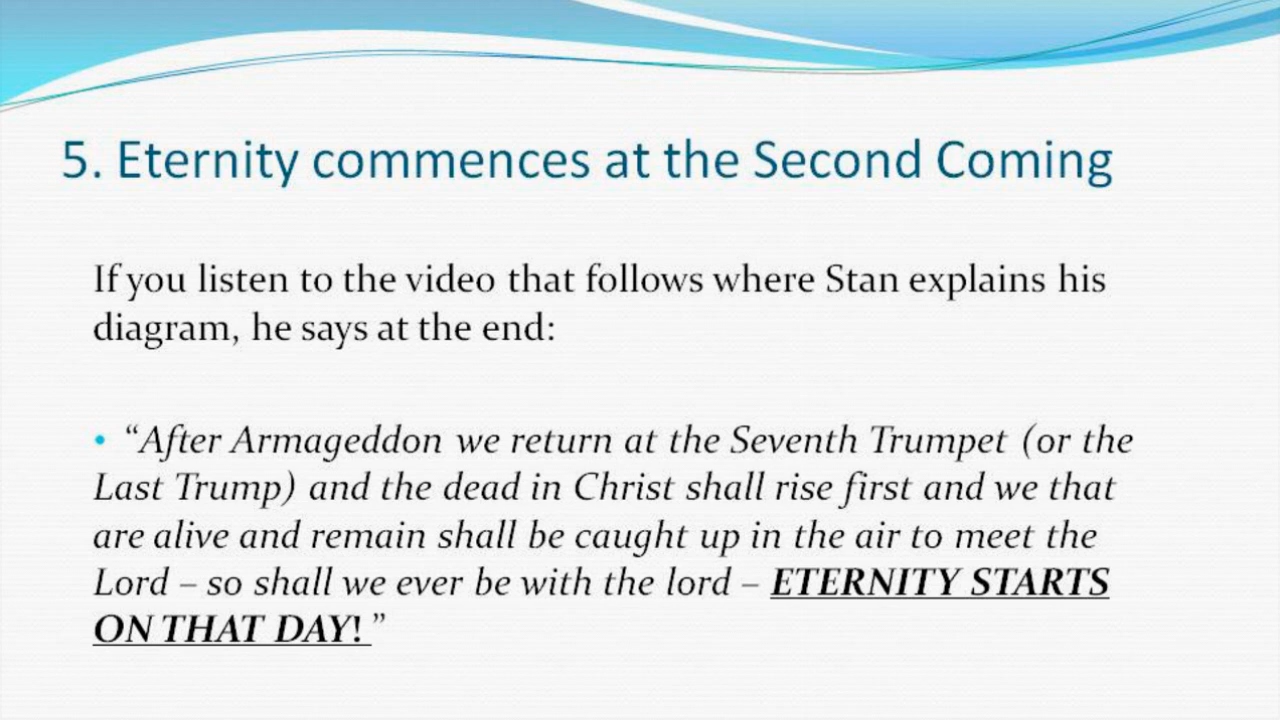 5. Eternity commences at the Second Coming
If you listen to the video that follows where Stan explains his
diagram, he says at the end:
• “After Armageddon we return at the Seventh Trumpet (or the
Last Trump) and the dead in Christ shall rise first and we that
are alive and remain shall be caught up in the air to meet the
Lord – so shall we ever be with the lord – ETERNITY STARTS
ON THAT DAY! ”